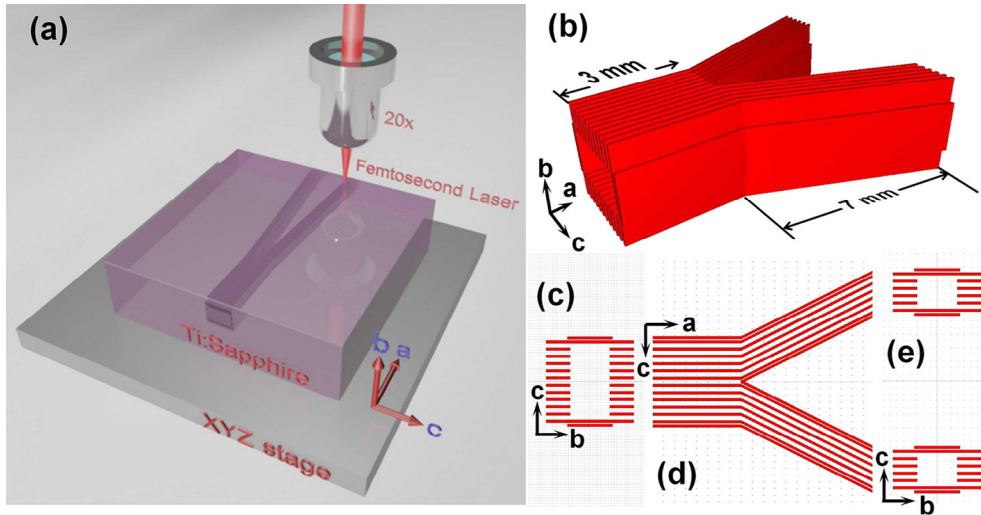 (a)
20x
Femtosecond Laser
Ti:Sapphire
XYZ stage
b
a
c
(b)
3 mm
7 mm
b
a
c
(c)
c
b
a
c
(d)
(e)
c
b